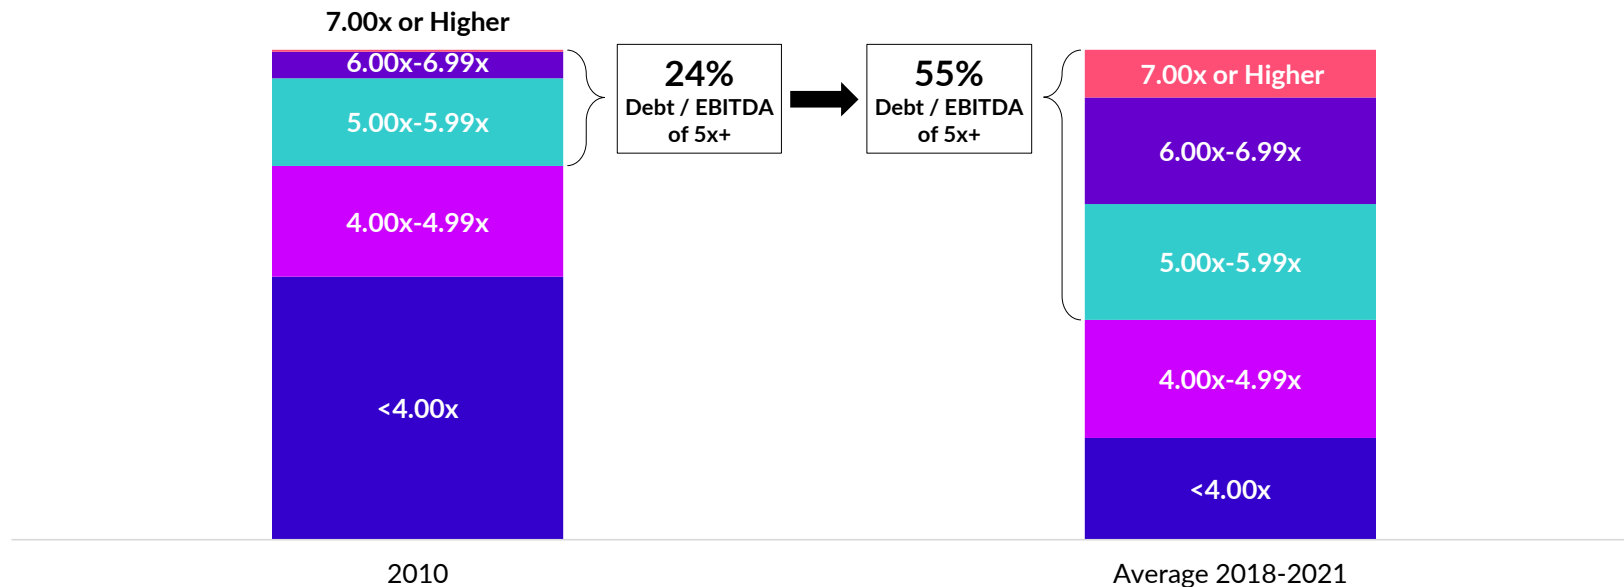 7.00x or Higher
6.00x-6.99x
5.00x-5.99x
4.00x-4.99x
<4.00x
24%
Debt / EBITDA
of 5x+
55%
Debt / EBITDA
of 5x+
7.00x or Higher
6.00x-6.99x
5.00x-5.99x
4.00x-4.99x
<4.00x
2010
Average 2018-2021